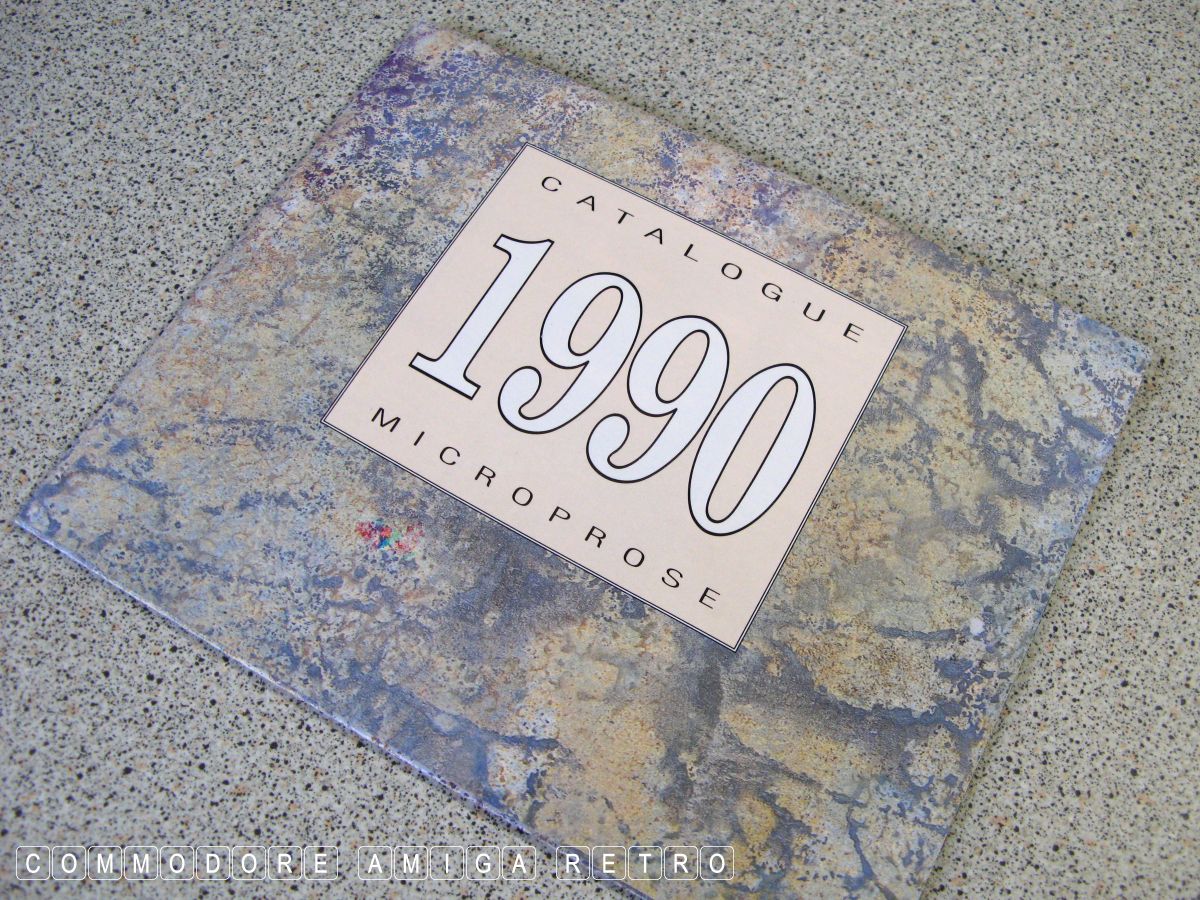 CATALOGUE
1990
MICROPROSE
COMMODORE AMIGA RETRO